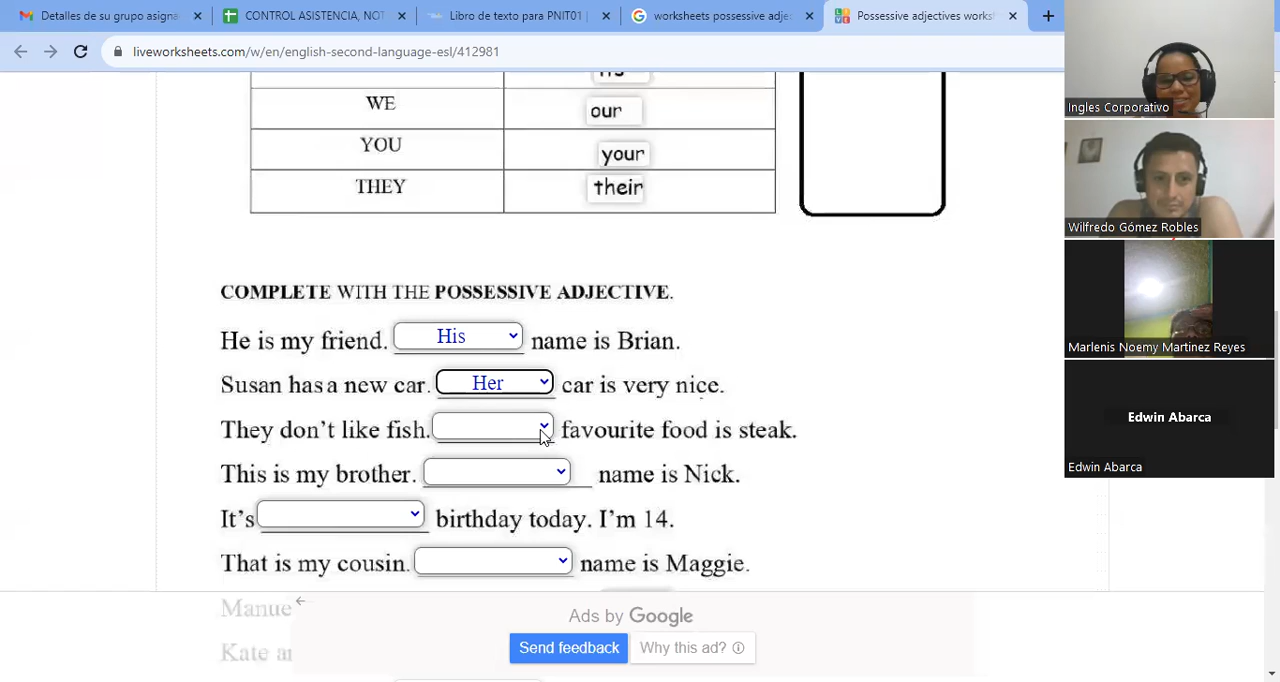 Detalles de su grupo asigna
CONTROL ASISTENCIA, NOT
Libro de texto para PNIT01
worksheets possessive adjec
Possessive adjectives works
liveworksheets.com/w/en/english-second-language-esl/412981
WE our
YOU your
THEY their
COMPLETE WITH THE POSSESSIVE ADJECTIVE.
He is my friend. His name is Brian.
Susan has a new car. Her car is very nice.
They don't like fish. favourite food is steak.
This is my brother. name is Nick.
It's birthday today. I'm 14.
That is my cousin. name is Maggie.
Manue
Kate an
Ads by Google
Send feedback
Why this ad?
Ingles Corporativo
Wilfredo Gómez Robles
Marlenis Noemy Martinez Reyes
Edwin Abarca
Edwin Abarca